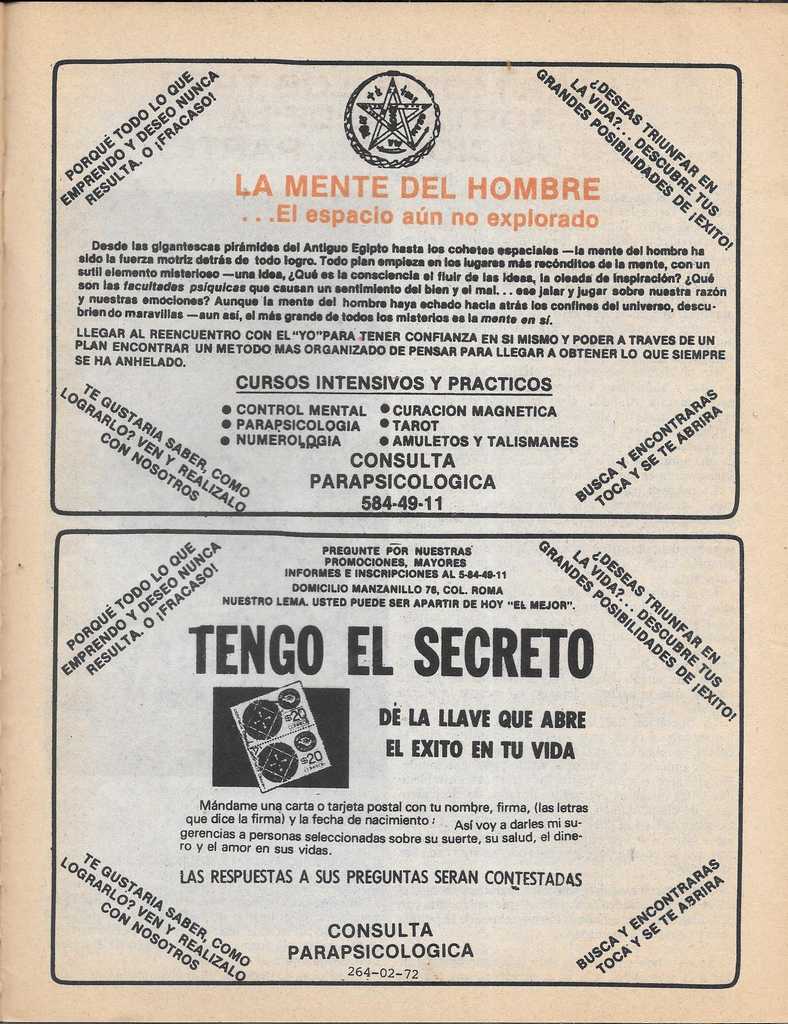 PORQUÉ TODO LO QUE
EMPRENDO Y DESEO NUNCA
RESULTA. O ¡FRACASO!
¿DESEAS TRIUNFAR EN
LA VIDA?... DESCUBRE TUS
GRANDES POSIBILIDADES DE ¡EXITO!
LA MENTE DEL HOMBRE
...El espacio aún no explorado
Desde las gigantescas pirámides del Antiguo Egipto hasta los cohetes espaciales —la mente del hombre ha
sido la fuerza motriz detrás de todo logro. Todo plan empieza en los lugares más recónditos de la mente, con un
sutil elemento misterioso —una idea, ¿Qué es la consciencia el fluir de las ideas, la oleada de inspiración? ¿Qué
son las facultades psíquicas que causan un sentimiento del bien y el mal... ese jalar y jugar sobre nuestra razón
y nuestras emociones? Aunque la mente del hombre haya echado hacia atrás los confines del universo, descu-
briendo maravillas —aun así, el más grande de todos los misterios es la mente en sí.
LLEGAR AL REENCUENTRO CON EL "YO" PARA TENER CONFIANZA EN SI MISMO Y PODER A TRAVES DE UN
PLAN ENCONTRAR UN METODO MAS ORGANIZADO DE PENSAR PARA LLEGAR A OBTENER LO QUE SIEMPRE
SE HA ANHELADO.
CURSOS INTENSIVOS Y PRACTICOS
● CONTROL MENTAL ● CURACION MAGNETICA
● PARAPSICOLOGIA ● TAROT
● NUMEROLOGIA ● AMULETOS Y TALISMANES
TE GUSTARIA SABER, COMO
LOGRARLO? VEN Y REALIZALO
CON NOSOTROS
BUSCA Y ENCONTRARAS
TOCA Y SE TE ABRIRA
CONSULTA
PARAPSICOLOGICA
584-49-11
PORQUÉ TODO LO QUE
EMPRENDO Y DESEO NUNCA
RESULTA. O ¡FRACASO!
PREGUNTE POR NUESTRAS
PROMOCIONES, MAYORES
INFORMES E INSCRIPCIONES AL 5-84-49-11
DOMICILIO MANZANILLO 78, COL. ROMA
NUESTRO LEMA. USTED PUEDE SER APARTIR DE HOY "EL MEJOR".
¿DESEAS TRIUNFAR EN
LA VIDA?... DESCUBRE TUS
GRANDES POSIBILIDADES DE ¡EXITO!
TENGO EL SECRETO
$20
$20
DE LA LLAVE QUE ABRE
EL EXITO EN TU VIDA
Mándame una carta o tarjeta postal con tu nombre, firma, (las letras
que dice la firma) y la fecha de nacimiento: Así voy a darles mi su-
gerencias a personas seleccionadas sobre su suerte, su salud, el dine-
ro y el amor en sus vidas.
LAS RESPUESTAS A SUS PREGUNTAS SERAN CONTESTADAS
TE GUSTARIA SABER, COMO
LOGRARLO? VEN Y REALIZALO
CON NOSOTROS
BUSCA Y ENCONTRARAS
TOCA Y SE TE ABRIRA
CONSULTA
PARAPSICOLOGICA
264-02-72